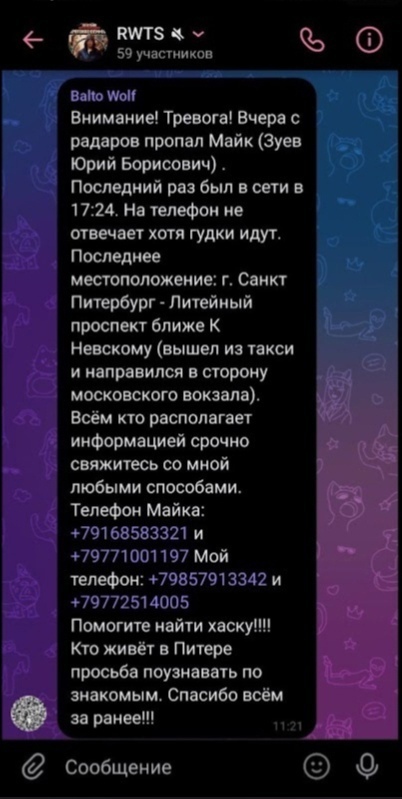 RWTS
59 участников
Balto Wolf
Внимание! Тревога! Вчера с
радаров пропал Майк (Зуев
Юрий Борисович) .
Последний раз был в сети в
17:24. На телефон не
отвечает хотя гудки идут.
Последнее
местоположение: г. Санкт
Питербург - Литейный
проспект ближе К
Невскому (вышел из такси
и направился в сторону
московского вокзала).
Всём кто располагает
информацией срочно
свяжитесь со мной
любыми способами.
Телефон Майка:
+79168583321 и
+79771001197 Мой
телефон: +79857913342 и
+79772514005
Помогите найти хаску!!!!
Кто живёт в Питере
просьба поузнавать по
знакомым. Спасибо всём
за ранее!!!
11:21
Сообщение